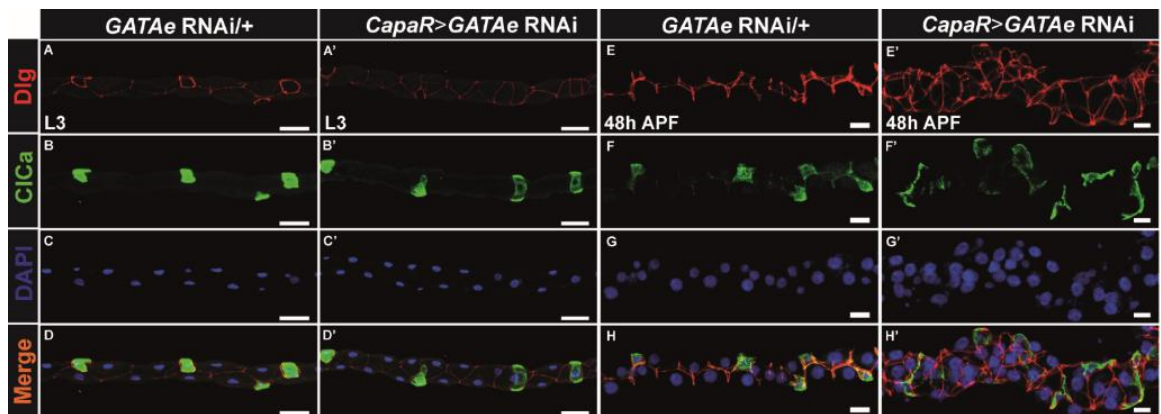 GATAe RNAi/+ CapaR>GATAe RNAi GATAe RNAi/+ CapaR>GATAe RNAi
Dlg
A A' E E'
L3 L3 48h APF 48h APF
ClCa
B B' F F'
DAPI
C C' G G'
Merge
D D' H H'